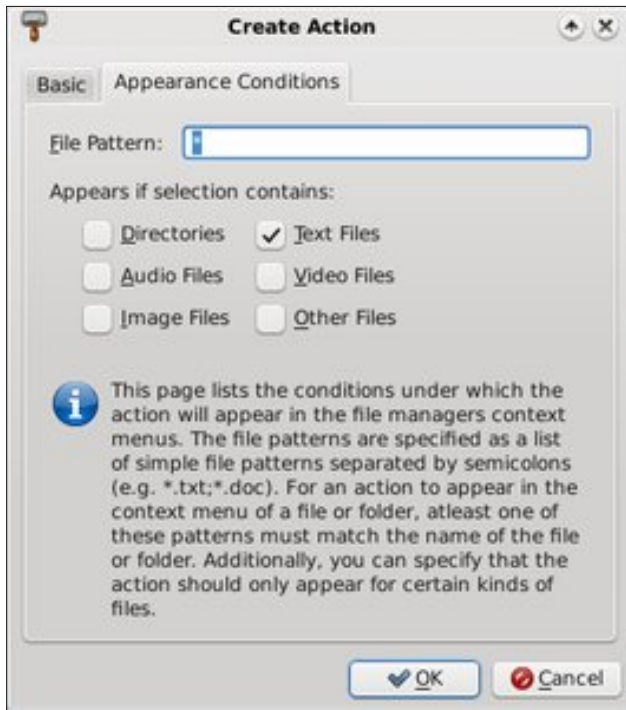 Create Action
Basic
Appearance Conditions
File Pattern: *
Appears if selection contains:
Directories
Text Files
Audio Files
Video Files
Image Files
Other Files
This page lists the conditions under which the
action will appear in the file managers context
menus. The file patterns are specified as a list
of simple file patterns separated by semicolons
(e.g. *.txt;*.doc). For an action to appear in the
context menu of a file or folder, atleast one of
these patterns must match the name of the file
or folder. Additionally, you can specify that the
action should only appear for certain kinds of
files.
OK
Cancel